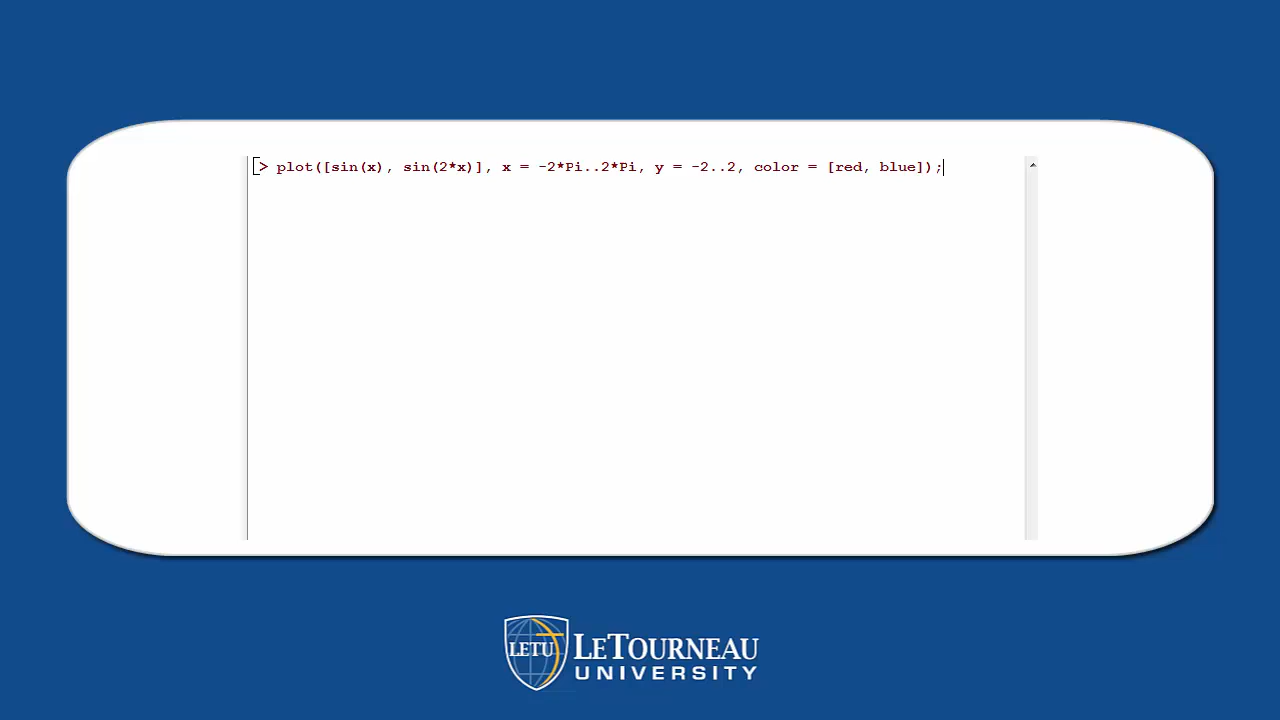 > plot([sin(x), sin(2*x)], x = -2*Pi..2*Pi, y = -2..2, color = [red, blue]);
LETU
LETOURNEAU
UNIVERSITY